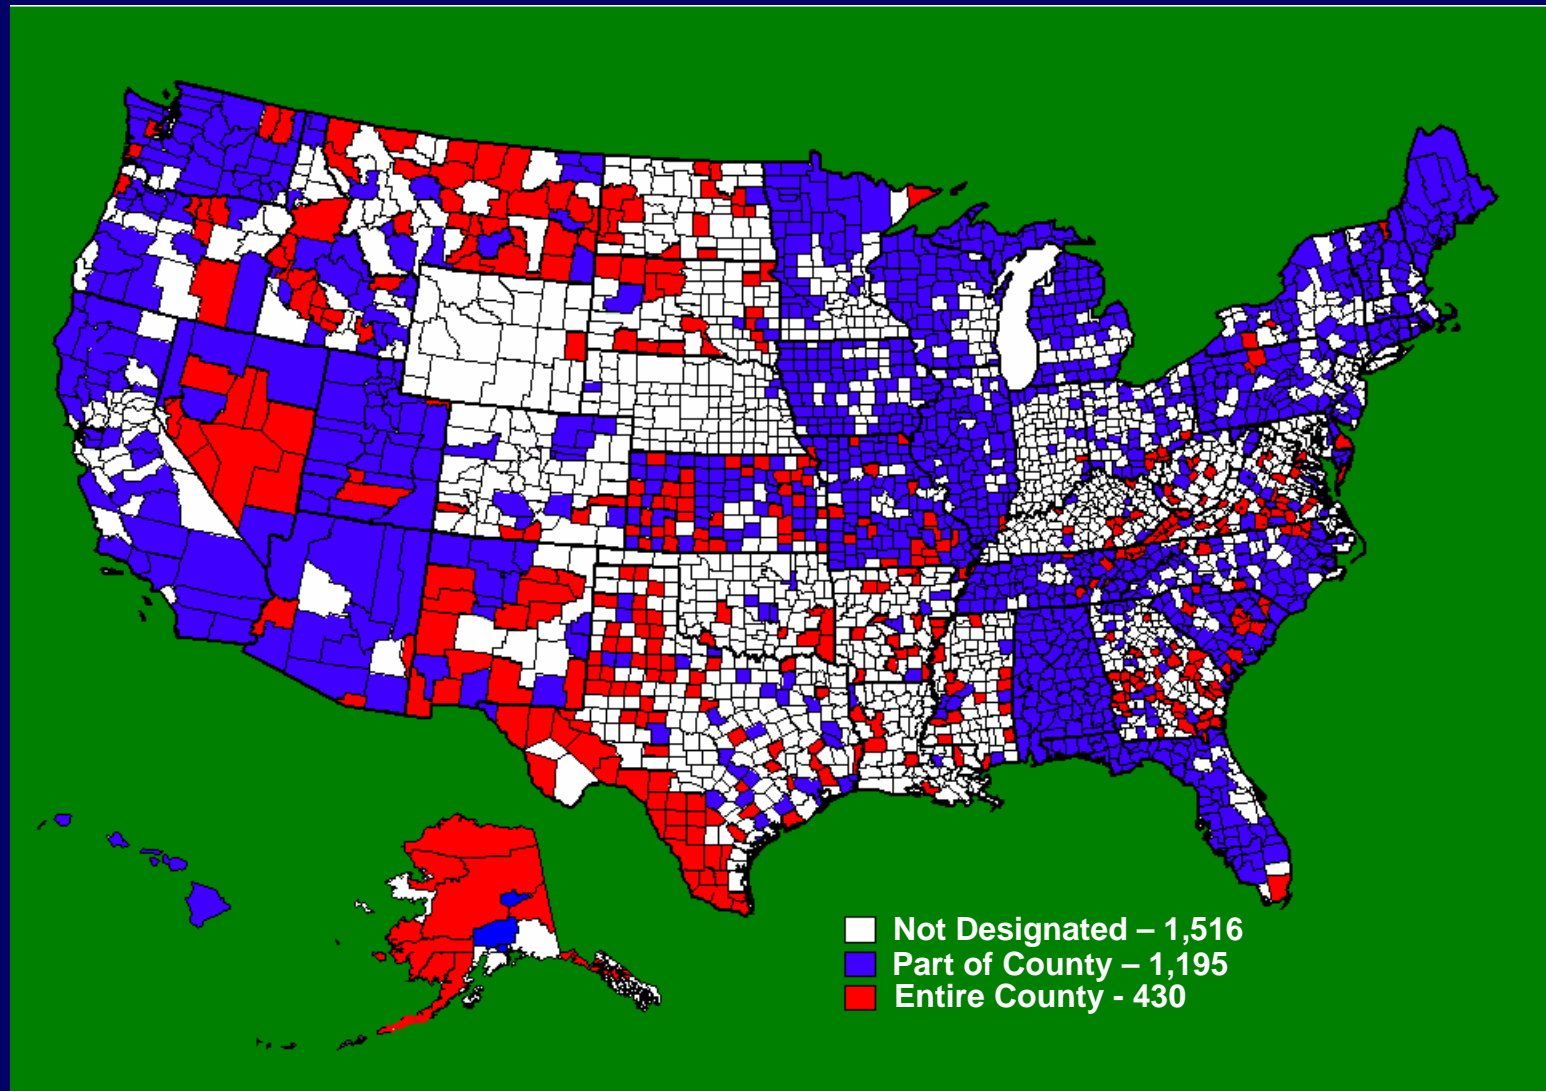 Not Designated – 1,516
Part of County – 1,195
Entire County - 430